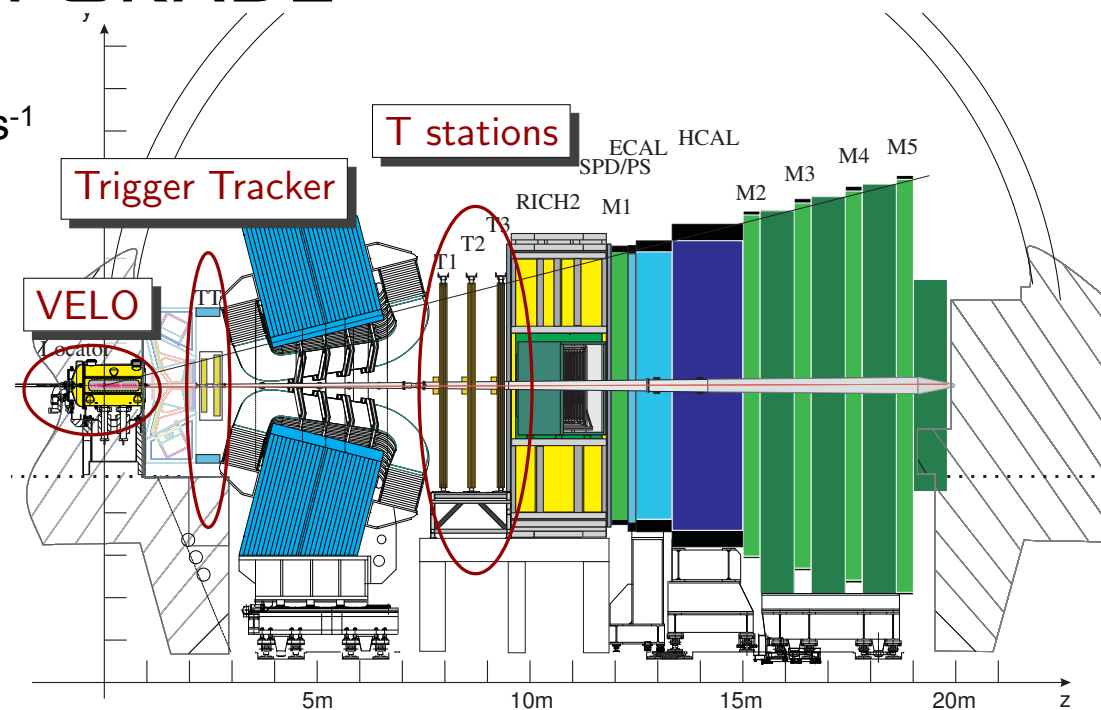 y
s-1
T stations
Trigger Tracker
VELO
Locator
TT
T1
T2
T3
RICH2
M1
SPD/PS
ECAL
HCAL
M2
M3
M4
M5
5m
10m
15m
20m
z